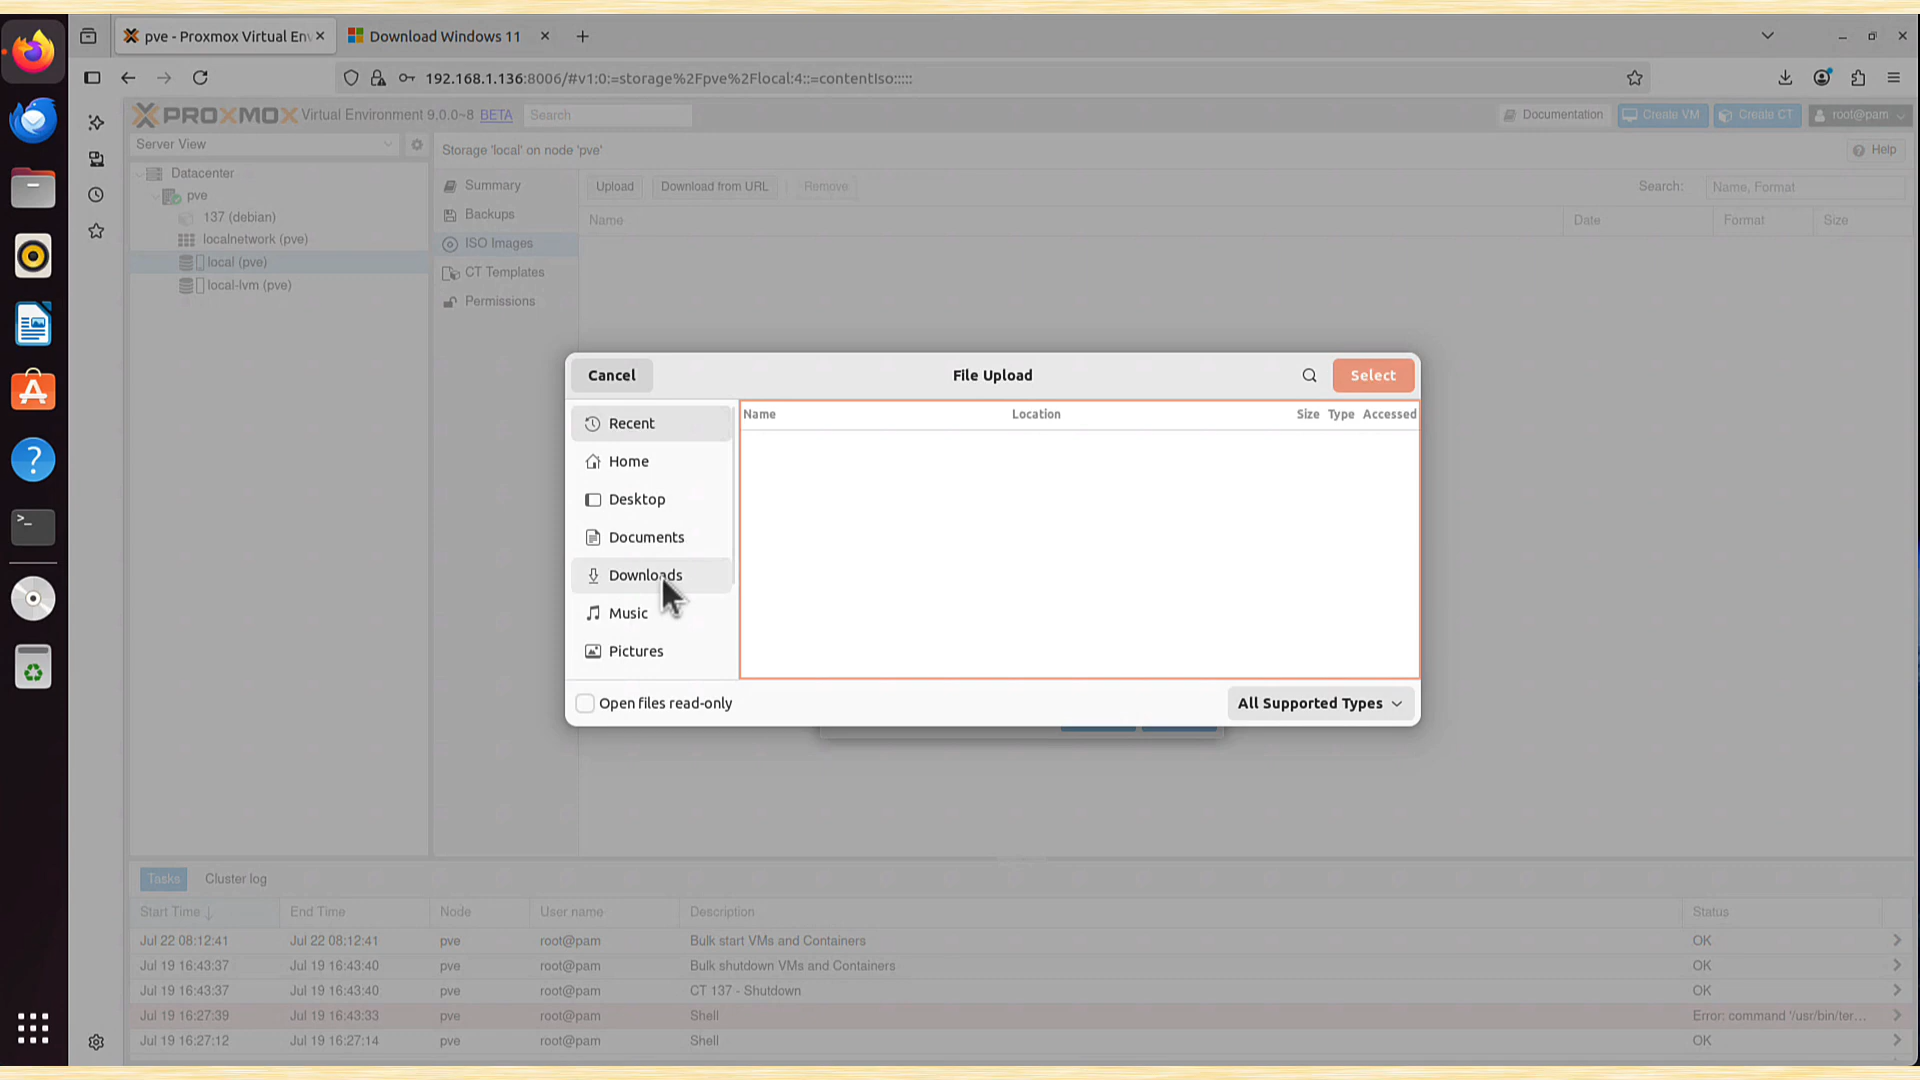 pve - Proxmox Virtual En
Download Windows 11
192.168.1.136:8006/#v1:0:=storage%2Fpve%2Flocal:4::=contentIso:::::
PROXMOX Virtual Environment 9.0.0~8 BETA
Search
Documentation
Create VM
Create CT
root@pam
Server View
Storage 'local' on node 'pve'
Help
Datacenter
pve
137 (debian)
localnetwork (pve)
local (pve)
local-lvm (pve)
Summary
Backups
ISO Images
CT Templates
Permissions
Upload
Download from URL
Remove
Search:
Name, Format
Name
Date
Format
Size
Cancel
File Upload
Select
Recent
Home
Desktop
Documents
Downloads
Music
Pictures
Name
Location
Size
Type
Accessed
Open files read-only
All Supported Types
Tasks
Cluster log
Start Time
End Time
Node
User name
Description
Status
Jul 22 08:12:41 Jul 22 08:12:41 pve root@pam Bulk start VMs and Containers OK
Jul 19 16:43:37 Jul 19 16:43:40 pve root@pam Bulk shutdown VMs and Containers OK
Jul 19 16:43:37 Jul 19 16:43:40 pve root@pam CT 137 - Shutdown OK
Jul 19 16:27:39 Jul 19 16:43:33 pve root@pam Shell Error: command '/usr/bin/ter...
Jul 19 16:27:12 Jul 19 16:27:14 pve root@pam Shell OK